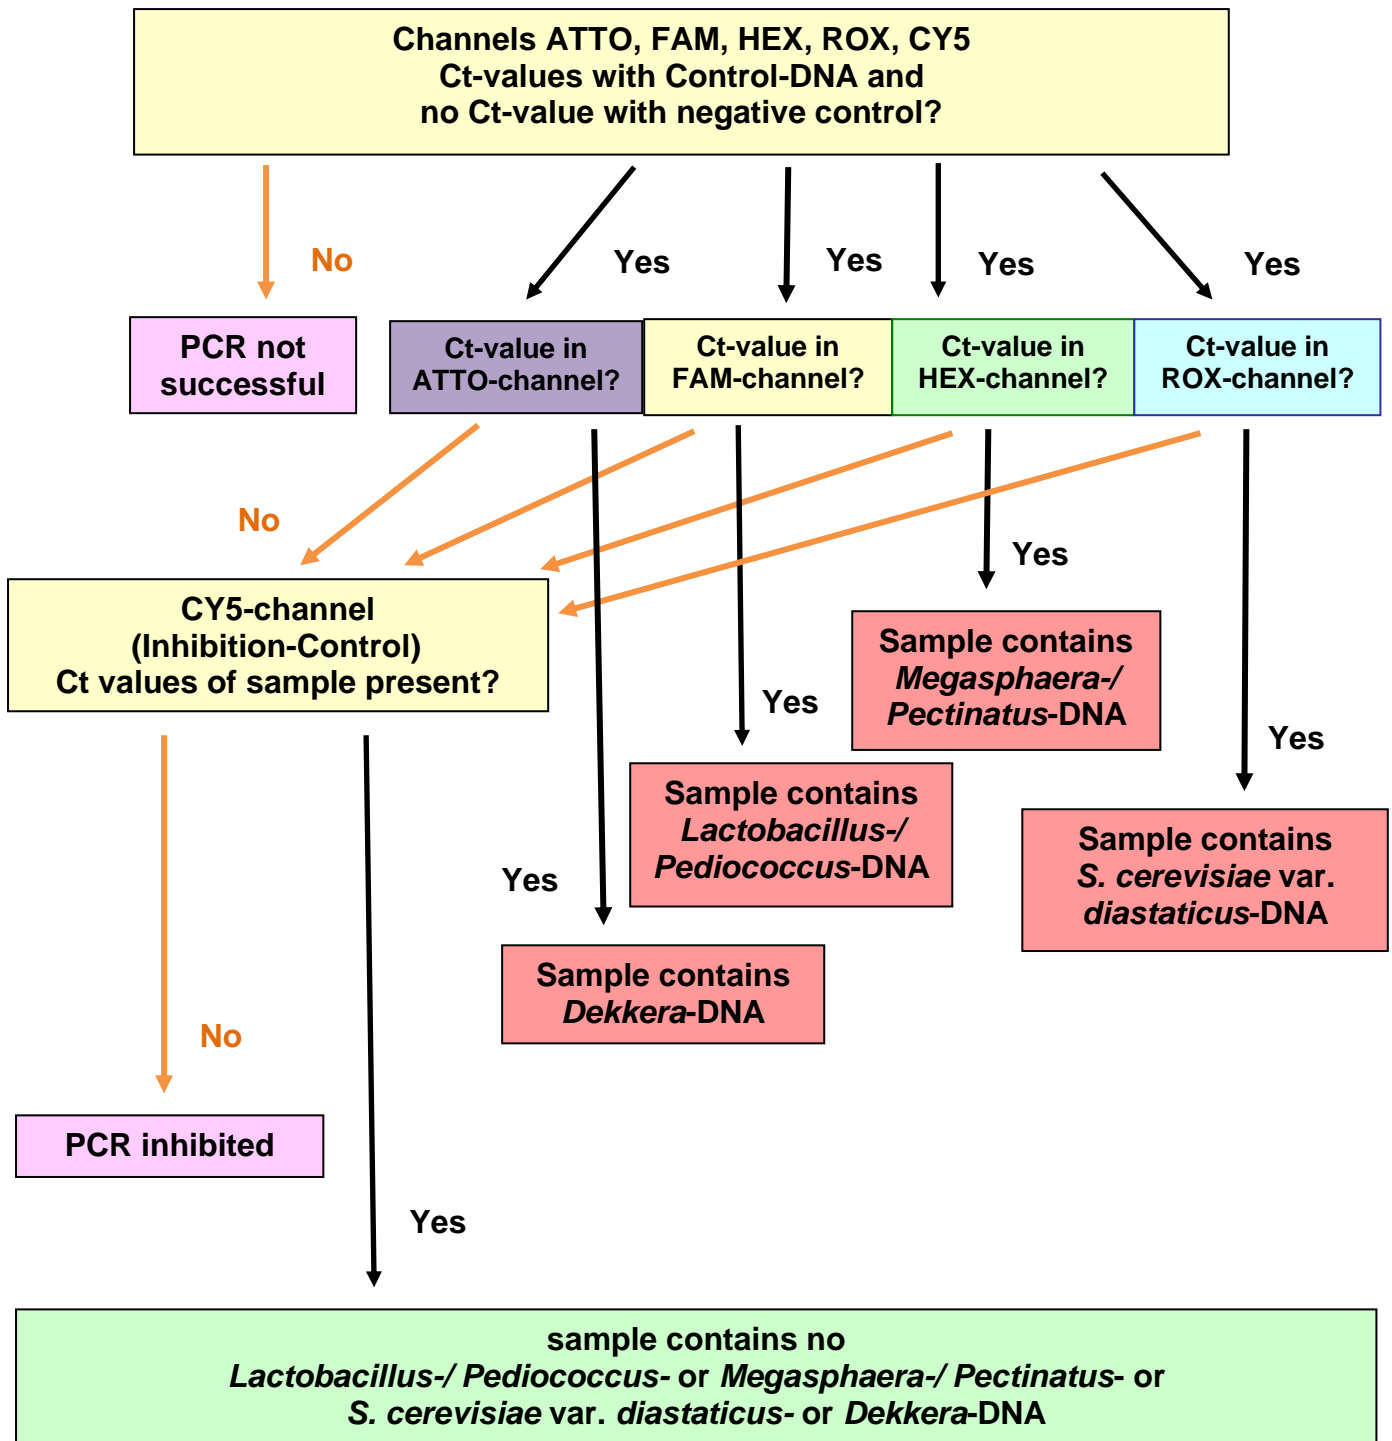 Channels ATTO, FAM, HEX, ROX, CY5
Ct-values with Control-DNA and
no Ct-value with negative control?
No
Yes
Yes
Yes
Yes
PCR not
successful
Ct-value in
ATTO-channel?
Ct-value in
FAM-channel?
Ct-value in
HEX-channel?
Ct-value in
ROX-channel?
No
Yes
CY5-channel
(Inhibition-Control)
Ct values of sample present?
Sample contains
Megasphaera-/
Pectinatus-DNA
Yes
Yes
Sample contains
Lactobacillus-/
Pediococcus-DNA
Sample contains
S. cerevisiae var.
diastaticus-DNA
Yes
Sample contains
Dekkera-DNA
No
PCR inhibited
Yes
sample contains no
Lactobacillus-/ Pediococcus- or Megasphaera-/ Pectinatus- or
S. cerevisiae var. diastaticus- or Dekkera-DNA